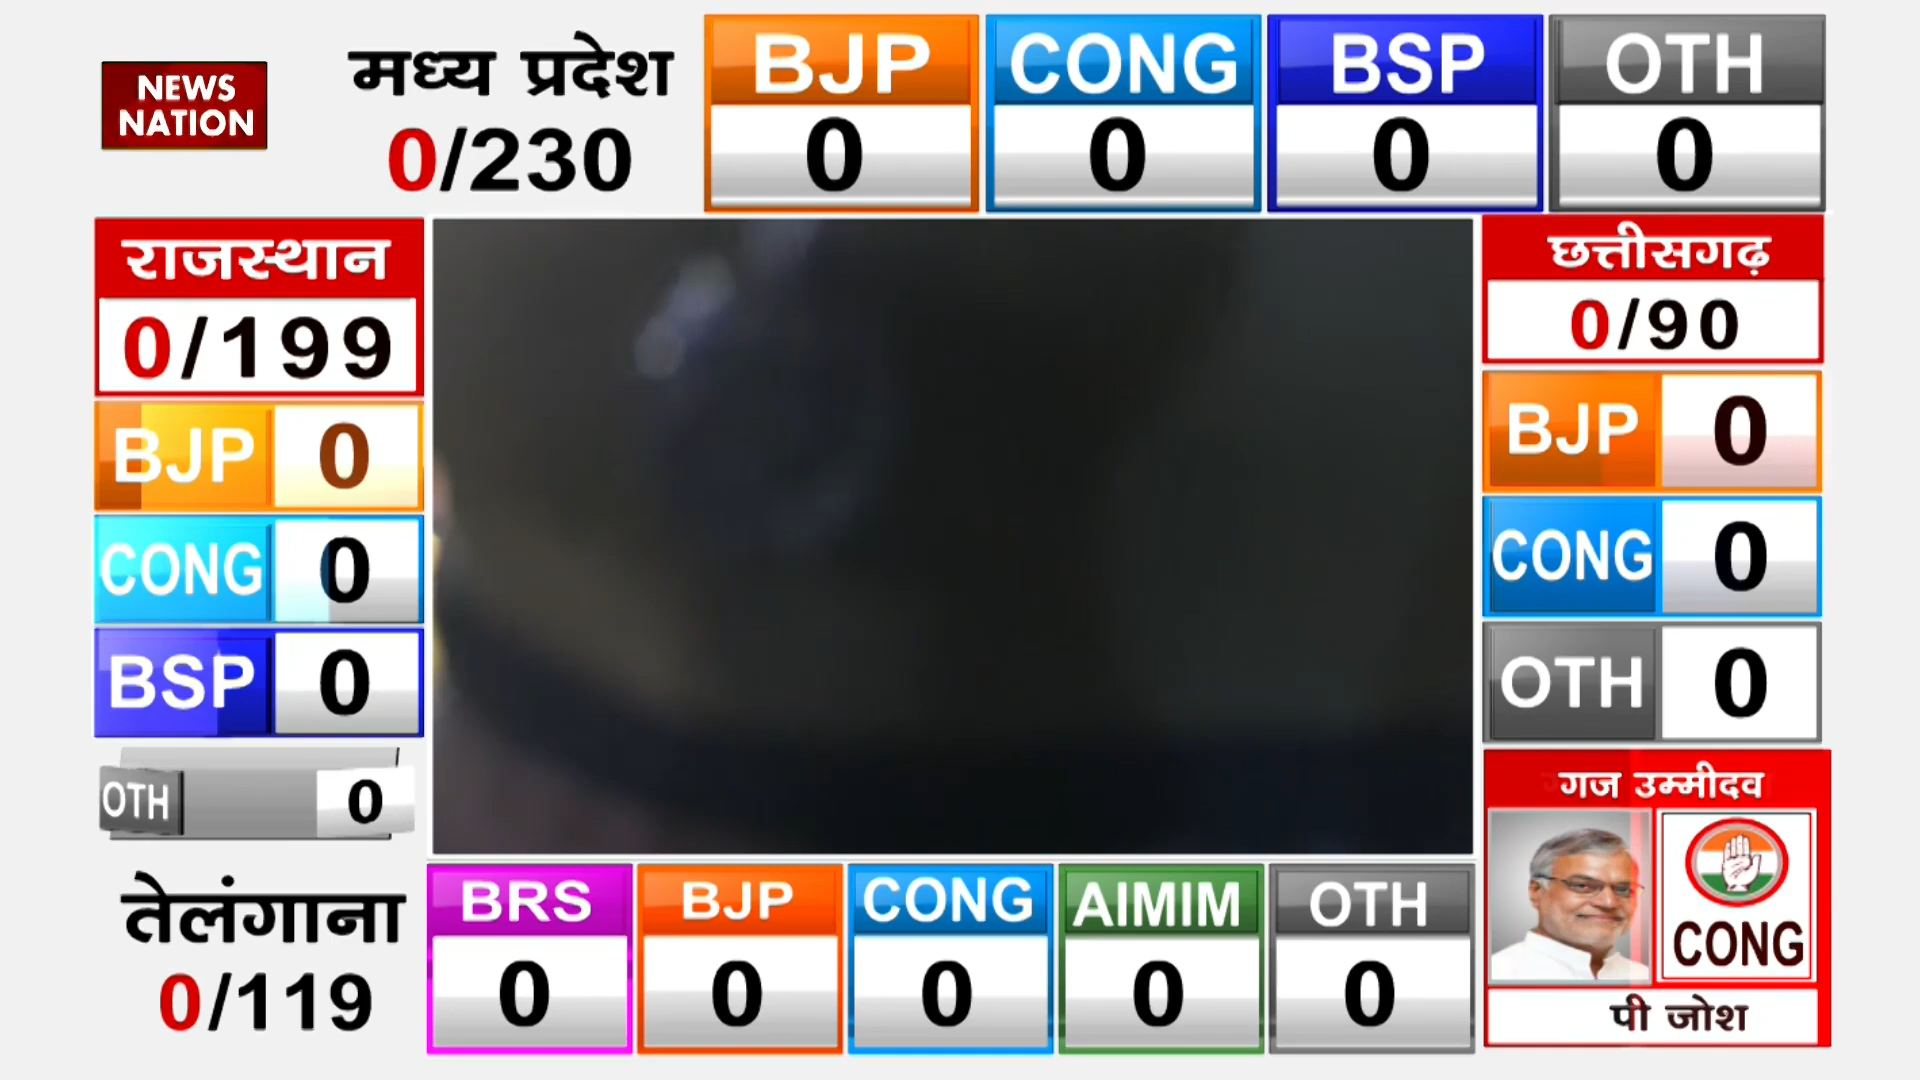 NEWS
NATION
मध्य प्रदेश
0/230
BJP
0
CONG
0
BSP
0
OTH
0
राजस्थान
0/199
BJP
0
CONG
0
BSP
0
OTH
0
छत्तीसगढ़
0/90
BJP
0
CONG
0
OTH
0
गज उम्मीदव
CONG
पी जोश
तेलंगाना
0/119
BRS
0
BJP
0
CONG
0
AIMIM
0
OTH
0